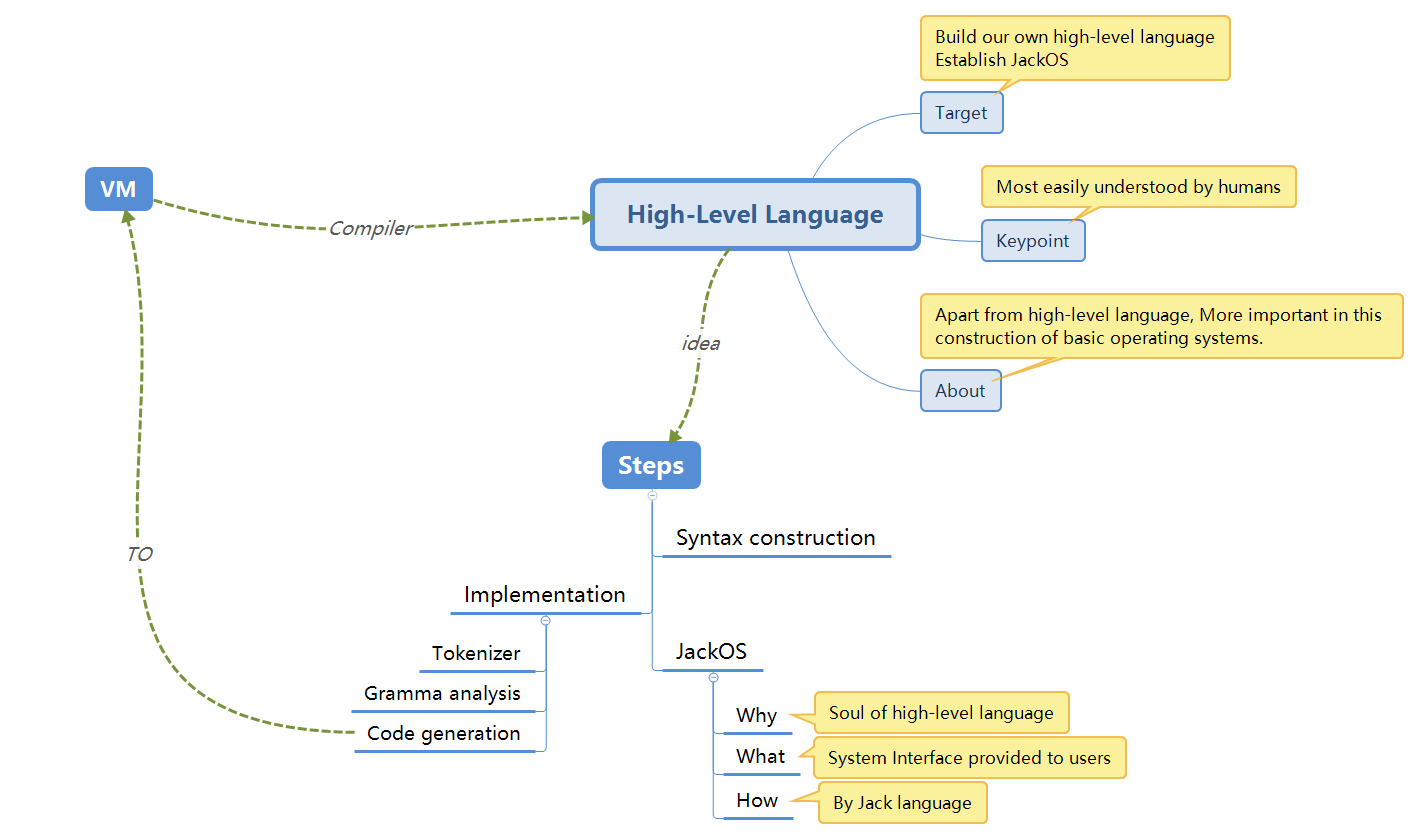 Build our own high-level language
Establish JackOS
Target
VM
Most easily understood by humans
High-Level Language
Compiler
Keypoint
Apart from high-level language, More important in this
construction of basic operating systems.
idea
About
Steps
Syntax construction
TO
Implementation
JackOS
Tokenizer
Gramma analysis
Code generation
Why
Soul of high-level language
What
System Interface provided to users
How
By Jack language